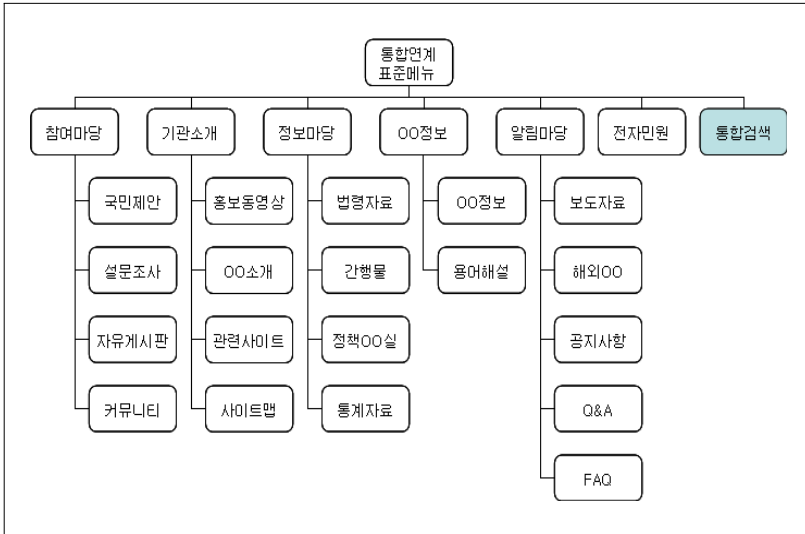 통합연계
표준메뉴
참여마당
기관소개
정보마당
OO정보
알림마당
전자민원
통합검색
국민제안
홍보동영상
법령자료
OO정보
보도자료
설문조사
OO소개
간행물
용어해설
해외OO
자유게시판
관련사이트
정책OO실
공지사항
커뮤니티
사이트맵
통계자료
Q&A
FAQ